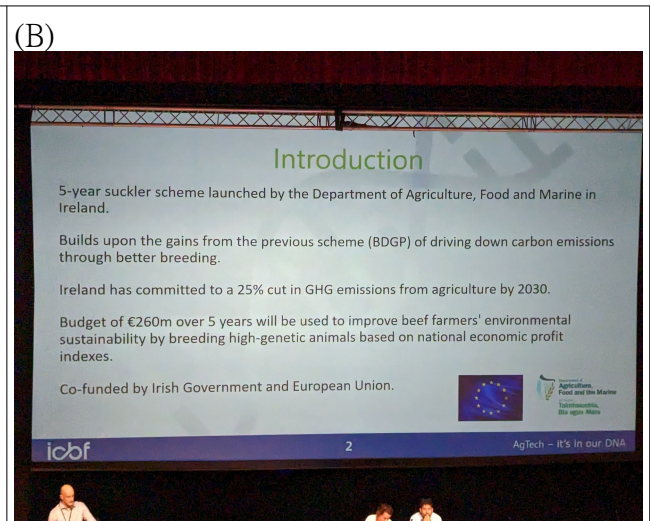 (B)
Introduction
5-year suckler scheme launched by the Department of Agriculture, Food and Marine in
Ireland.
Builds upon the gains from the previous scheme (BDGP) of driving down carbon emissions
through better breeding.
Ireland has committed to a 25% cut in GHG emissions from agriculture by 2030.
Budget of €260m over 5 years will be used to improve beef farmers' environmental
sustainability by breeding high-genetic animals based on national economic profit
indexes.
Co-funded by Irish Government and European Union.
Agriculture,
Food and the Marine
Talmhaíochta,
Bia agus Mara
icbf
2
AgTech – It's in our DNA